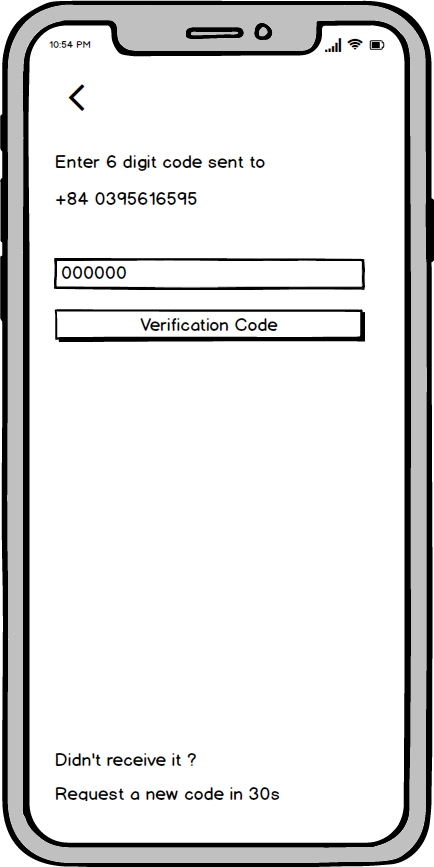 10:54 PM
Enter 6 digit code sent to
+84 0395616595
000000
Verification Code
Didn't receive it ?
Request a new code in 30s